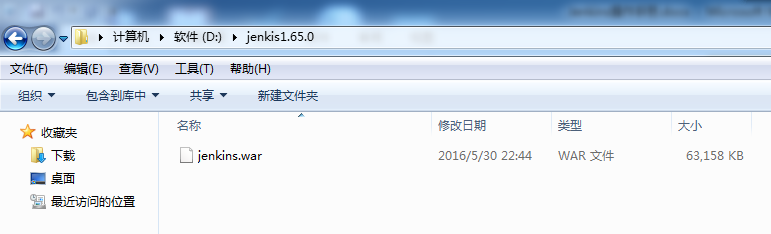 计算机 ▸ 软件 (D:) ▸ jenkis1.65.0
文件(F) 编辑(E) 查看(V) 工具(T) 帮助(H)
组织 包含到库中 共享 新建文件夹
收藏夹
下载
桌面
最近访问的位置
名称 修改日期 类型 大小
jenkins.war 2016/5/30 22:44 WAR 文件 63,158 KB